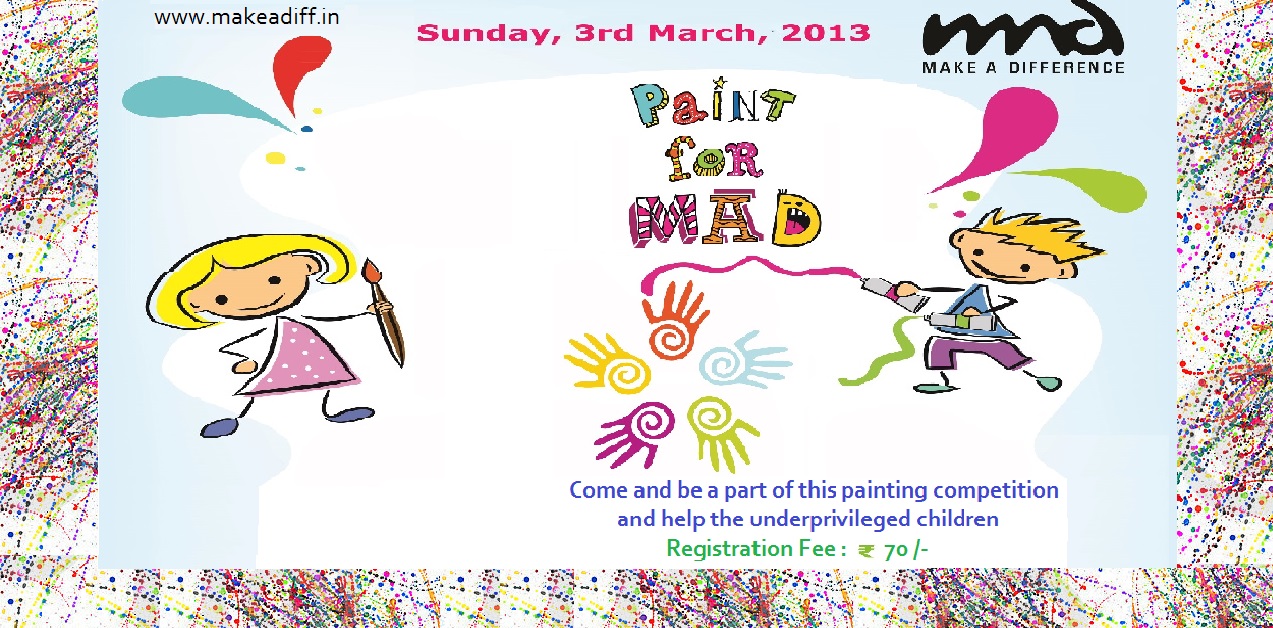 www.makeadiff.in
Sunday, 3rd March, 2013
mad
MAKE A DIFFERENCE
PaiNT
foR
MAD
Come and be a part of this painting competition
and help the underprivileged children
Registration Fee : ₹ 70 /-